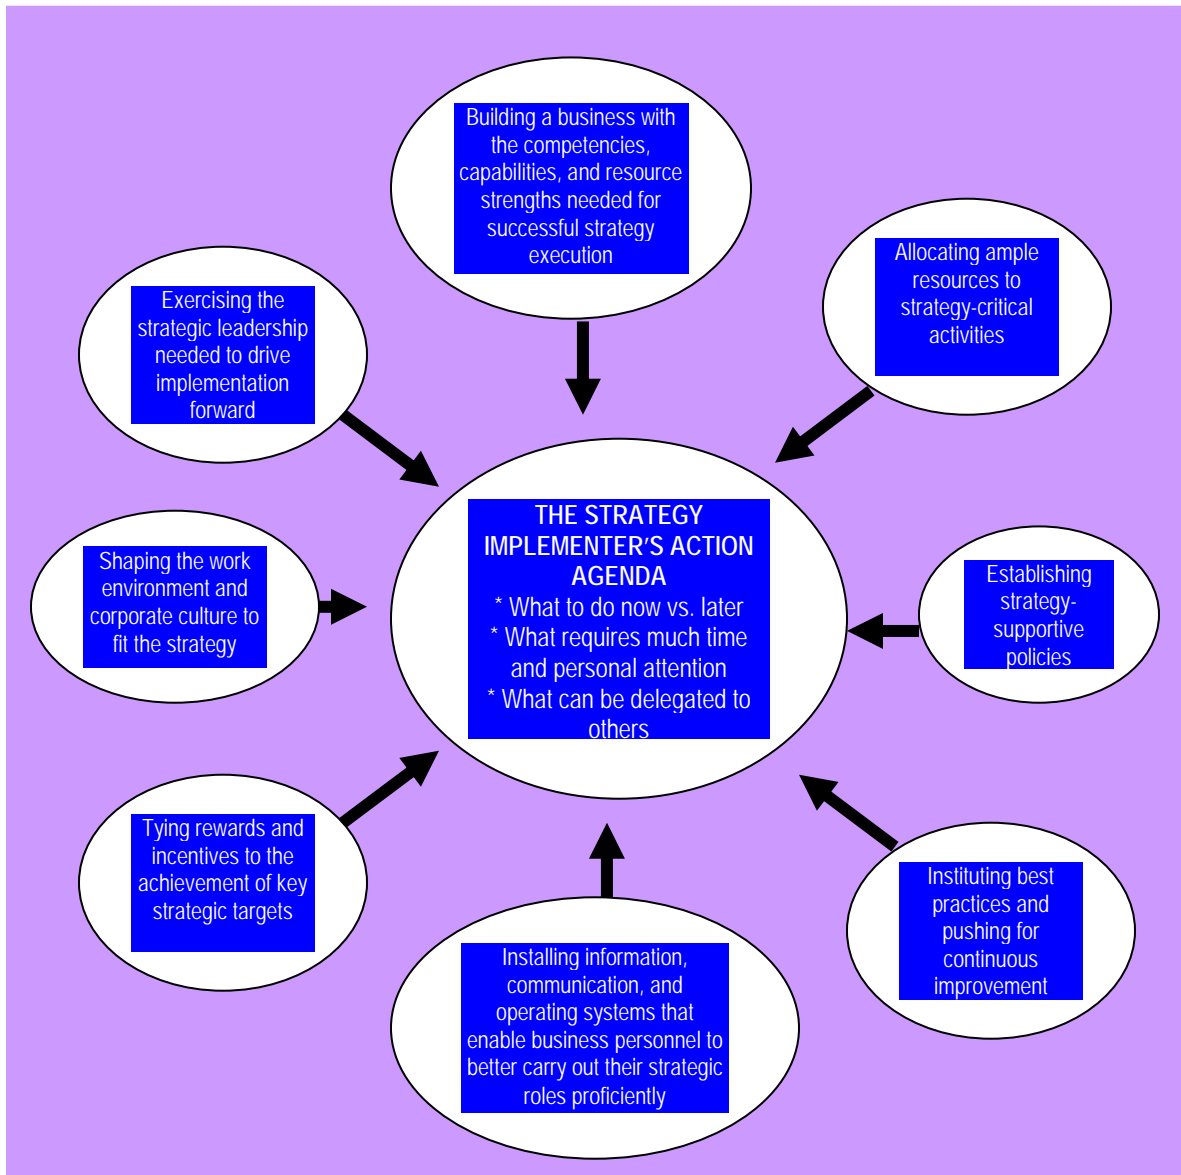 Building a business with
the competencies,
capabilities, and resource
strengths needed for
successful strategy
execution
Allocating ample
resources to
strategy-critical
activities
Exercising the
strategic leadership
needed to drive
implementation
forward
THE STRATEGY
IMPLEMENTER’S ACTION
AGENDA
* What to do now vs. later
* What requires much time
and personal attention
* What can be delegated to
others
Shaping the work
environment and
corporate culture to
fit the strategy
Establishing
strategy-
supportive
policies
Tying rewards and
incentives to the
achievement of key
strategic targets
Instituting best
practices and
pushing for
continuous
improvement
Installing information,
communication, and
operating systems that
enable business personnel to
better carry out their strategic
roles proficiently